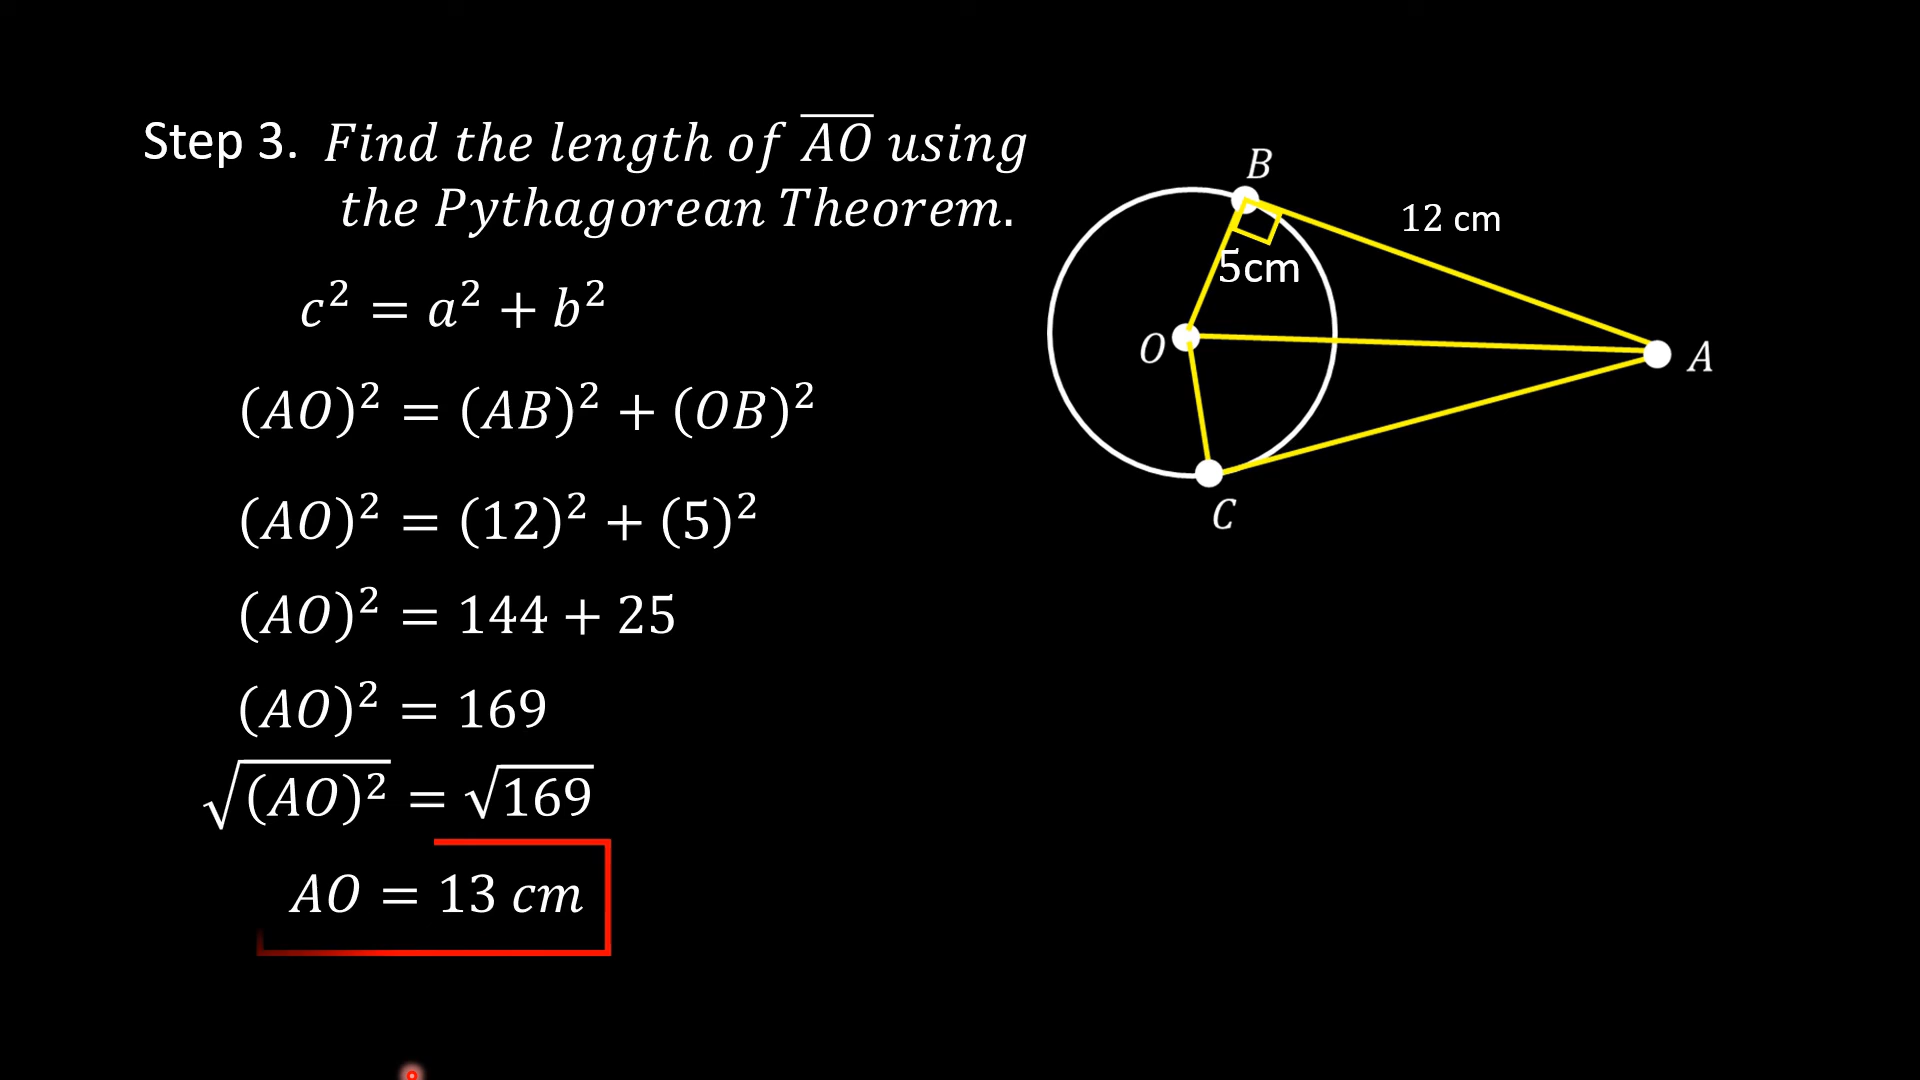 Step 3. Find the length of A͞O͞ using
the Pythagorean Theorem.
c² = a² + b²
(AO)² = (AB)² + (OB)²
(AO)² = (12)² + (5)²
(AO)² = 144 + 25
(AO)² = 169
√(AO)² = √169
AO = 13 cm
B
12 cm
5cm
O
A
C